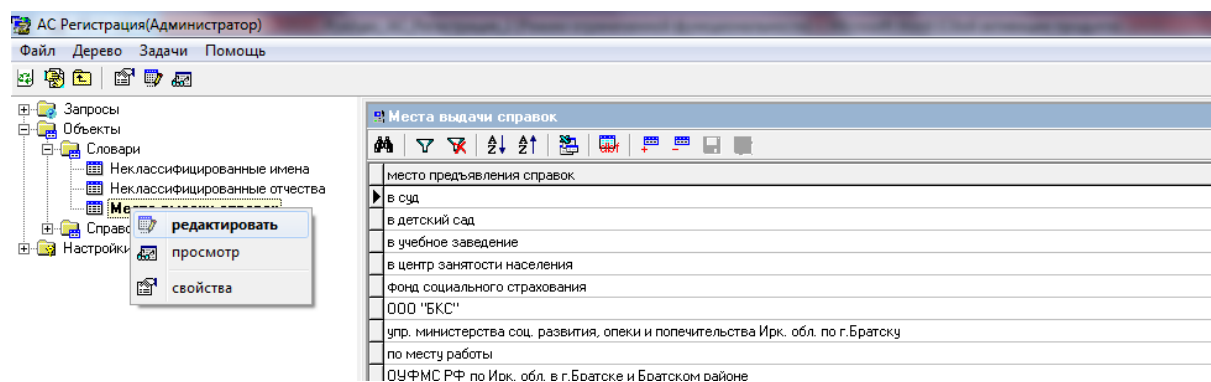 АС Регистрация(Администратор)
Файл Дерево Задачи Помощь
Запросы
Объекты
Словари
Неклассифицированные имена
Неклассифицированные отчества
Ме
Справо
Настройки
редактировать
просмотр
свойства
Места выдачи справок
место предъявления справок
в суд
в детский сад
в учебное заведение
в центр занятости населения
фонд социального страхования
ООО "БКС"
упр. министерства соц. развития, опеки и попечительства Ирк. обл. по г.Братску
по месту работы
ОУФМС РФ по Ирк. обл. в г.Братске и Братском районе